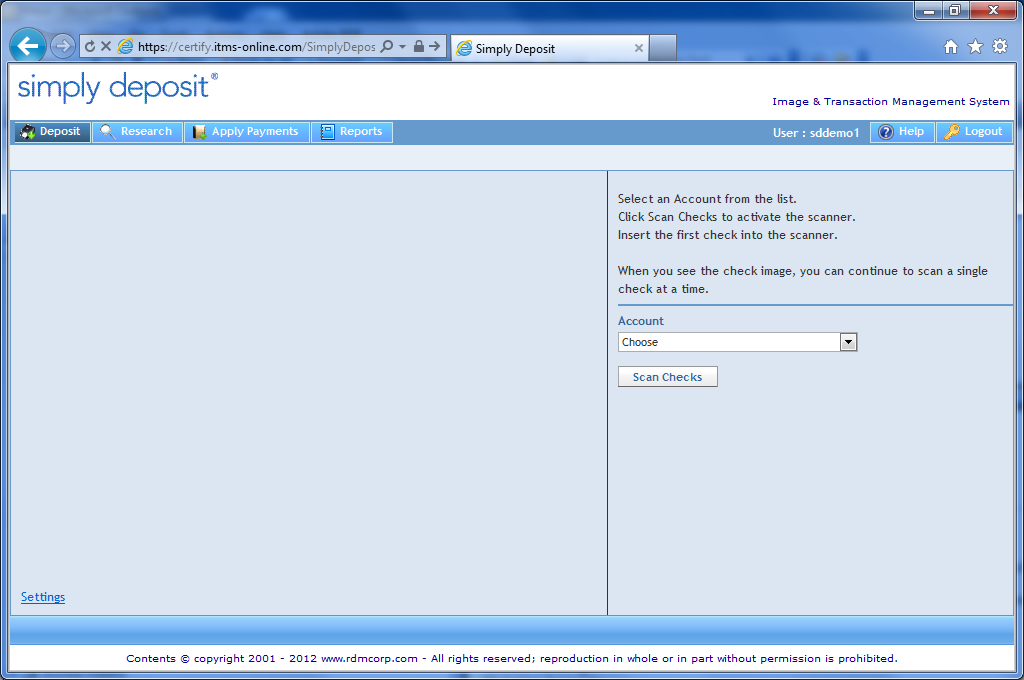 https://certify.itms-online.com/SimplyDepos
Simply Deposit
simply deposit®
Image & Transaction Management System
Deposit
Research
Apply Payments
Reports
User : sddemo1
Help
Logout
Select an Account from the list.
Click Scan Checks to activate the scanner.
Insert the first check into the scanner.
When you see the check image, you can continue to scan a single
check at a time.
Account
Choose
Scan Checks
Settings
Contents © copyright 2001 - 2012 www.rdmcorp.com - All rights reserved; reproduction in whole or in part without permission is prohibited.